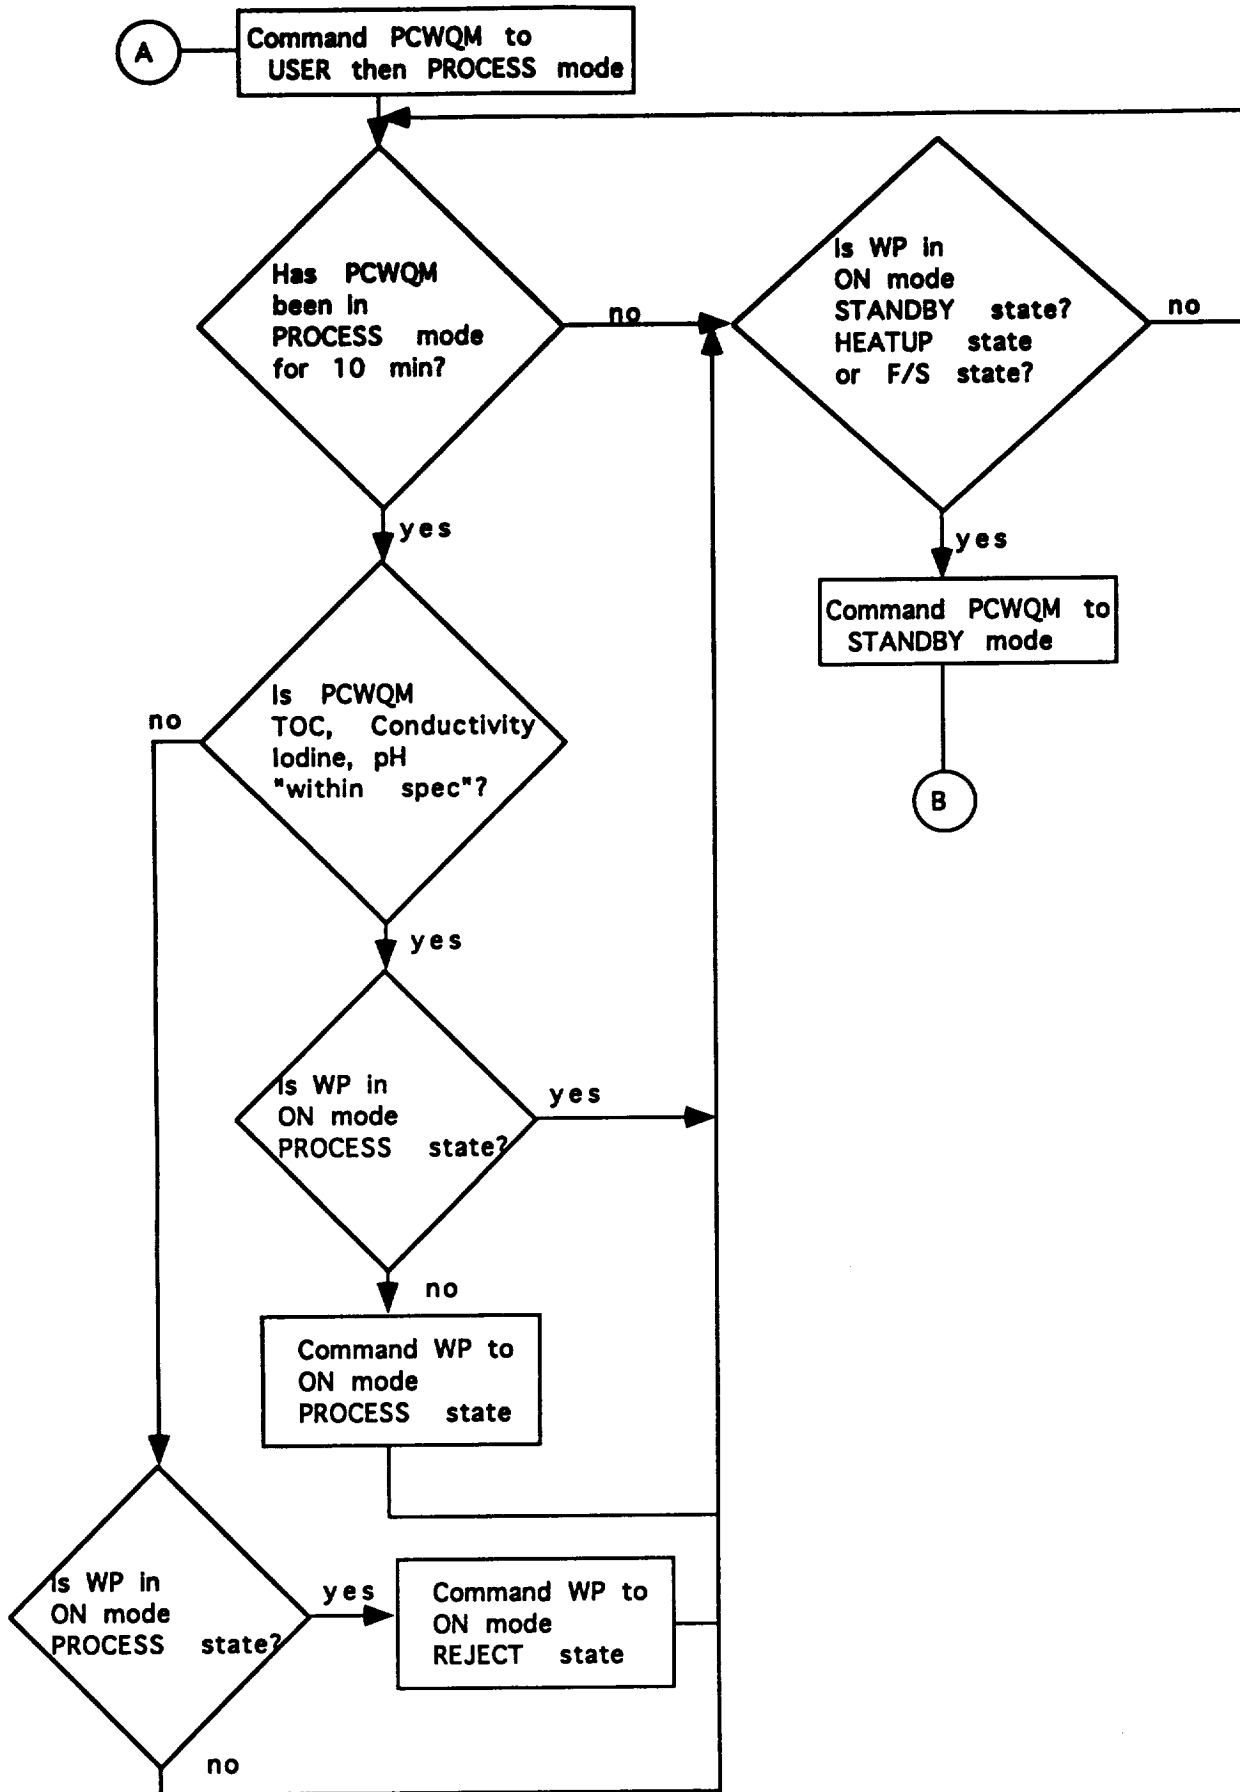 A
Command PCWQM to
USER then PROCESS mode
Has PCWQM
been in
PROCESS mode
for 10 min?
no
Is WP in
ON mode
STANDBY state?
HEATUP state
or F/S state?
no
yes
yes
Command PCWQM to
STANDBY mode
B
no
Is PCWQM
TOC, Conductivity
Iodine, pH
"within spec"?
yes
Is WP in
ON mode
PROCESS state?
yes
no
Command WP to
ON mode
PROCESS state
Is WP in
ON mode
PROCESS state?
yes
Command WP to
ON mode
REJECT state
no